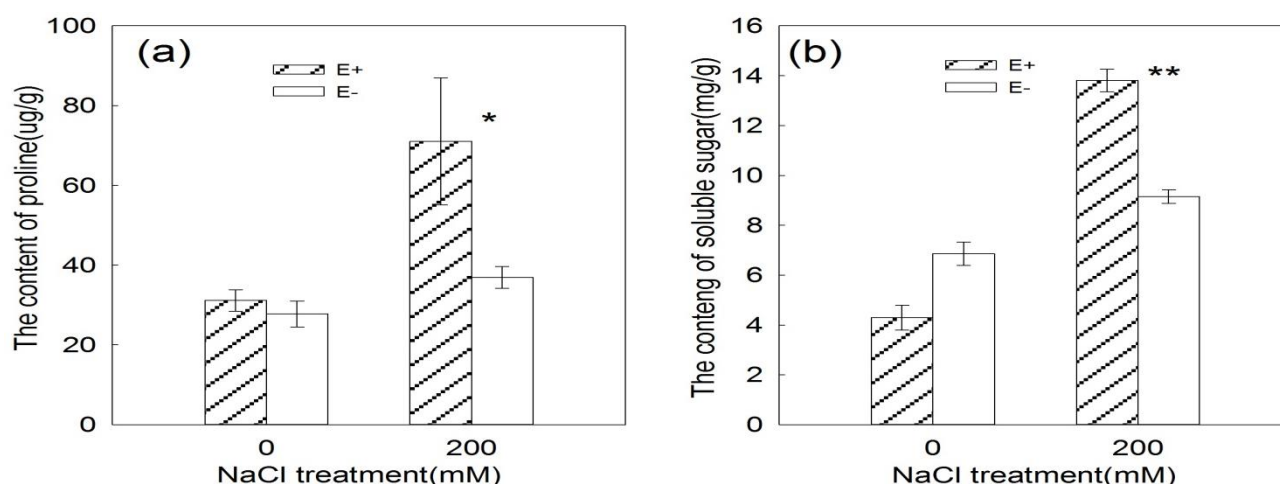 (a)
E+
E-
*
100
80
60
40
20
0
The content of proline(ug/g)
0
200
NaCl treatment(mM)
(b)
E+
E-
**
16
14
12
10
8
6
4
2
0
The conteng of soluble sugar(mg/g)
0
200
NaCl treatment(mM)